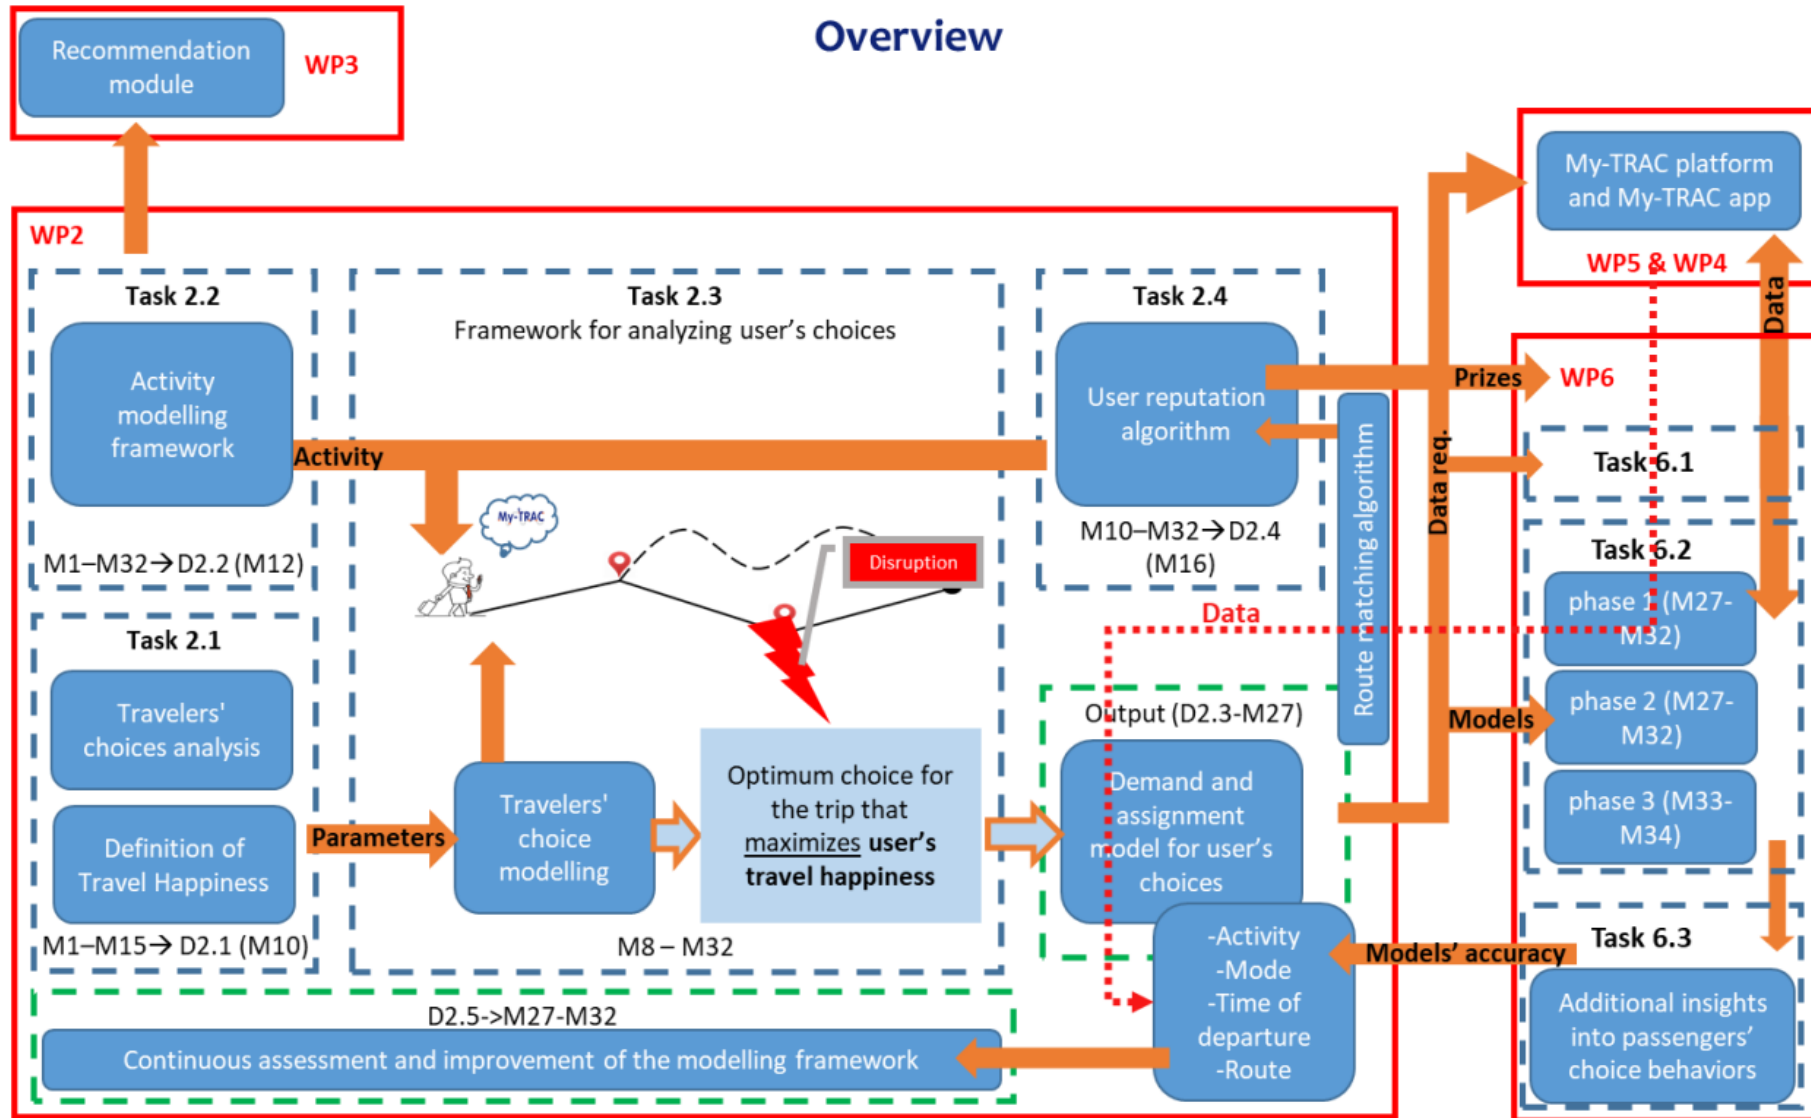 Overview
Recommendation
module
WP3
My-TRAC platform
and My-TRAC app
WP5 & WP4
Data
WP2
Task 2.2
Activity
modelling
framework
M1–M32→D2.2 (M12)
Task 2.1
Travelers'
choices analysis
Definition of
Travel Happiness
M1–M15→ D2.1 (M10)
Task 2.3
Framework for analyzing user's choices
Activity
My-TRAC
Disruption
Parameters
Travelers'
choice
modelling
Optimum choice for
the trip that
maximizes user's
travel happiness
M8 – M32
Task 2.4
User reputation
algorithm
M10–M32→D2.4
(M16)
Data
Route matching algorithm
Output (D2.3-M27)
Demand and
assignment
model for user's
choices
-Activity
-Mode
-Time of
departure
-Route
D2.5->M27-M32
Continuous assessment and improvement of the modelling framework
Prizes
Data req.
Models
Models' accuracy
WP6
Task 6.1
Task 6.2
phase 1 (M27-
M32)
phase 2 (M27-
M32)
phase 3 (M33-
M34)
Task 6.3
Additional insights
into passengers'
choice behaviors